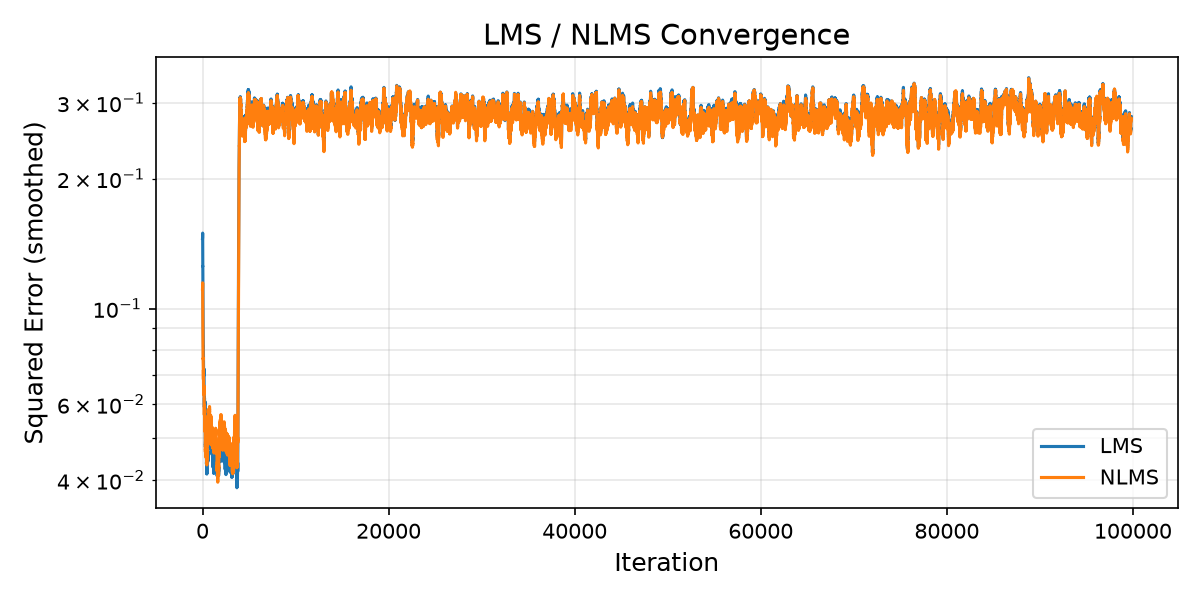 LMS / NLMS Convergence
Squared Error (smoothed)
3 × 10⁻¹
2 × 10⁻¹
10⁻¹
6 × 10⁻²
4 × 10⁻²
LMS
NLMS
0 20000 40000 60000 80000 100000
Iteration